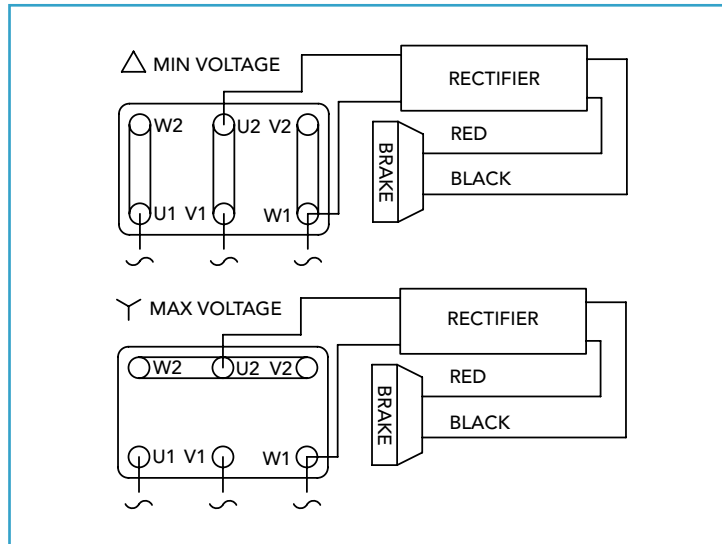 △ MIN VOLTAGE
RECTIFIER
W2 U2 V2
RED
BRAKE
BLACK
U1 V1 W1
MAX VOLTAGE
RECTIFIER
W2 U2 V2
RED
BRAKE
BLACK
U1 V1 W1